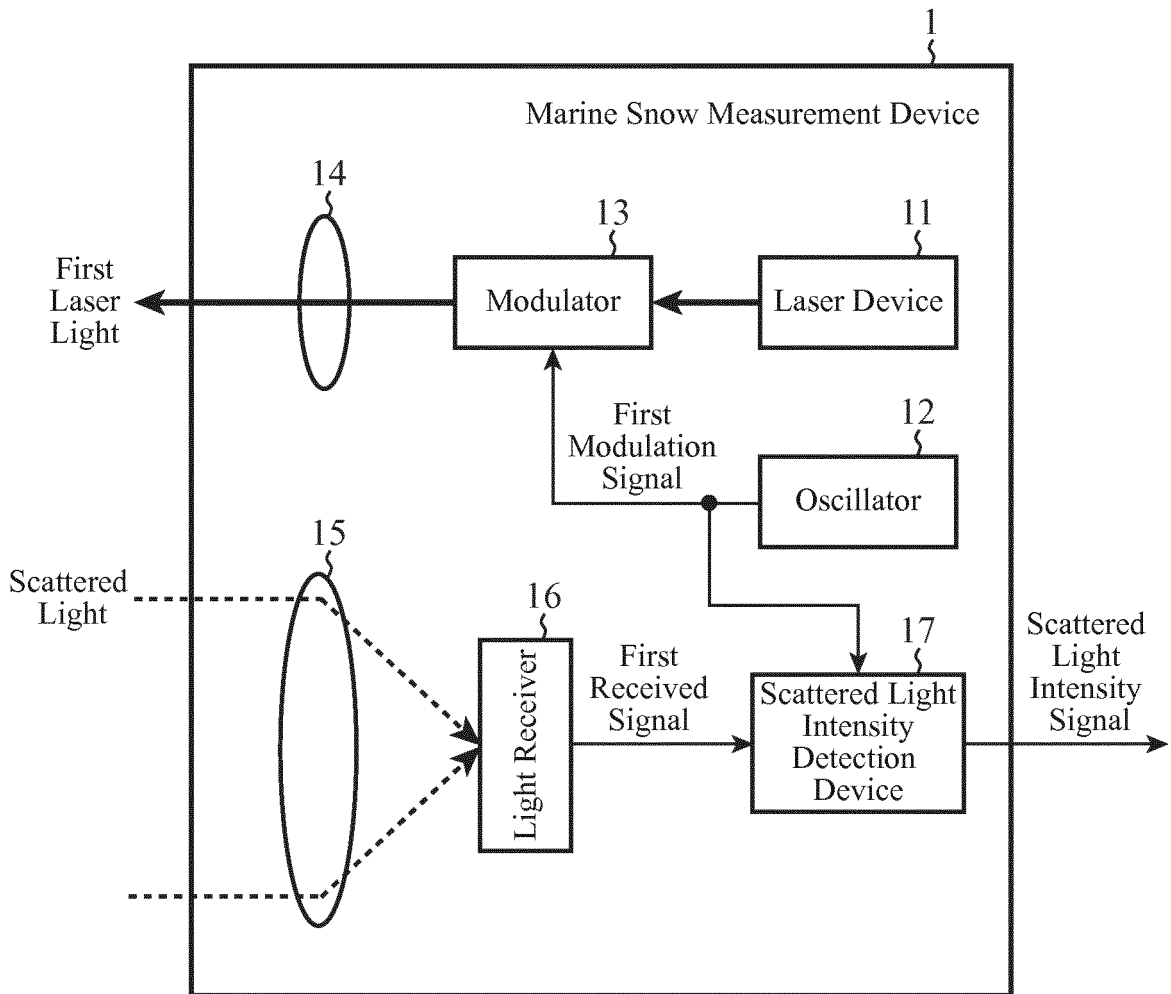 1
Marine Snow Measurement Device
14
13
11
First
Laser
Light
Modulator
Laser Device
First
Modulation
Signal
12
Oscillator
15
Scattered
Light
16
Light Receiver
First
Received
Signal
17
Scattered Light
Intensity
Detection
Device
Scattered
Light
Intensity
Signal